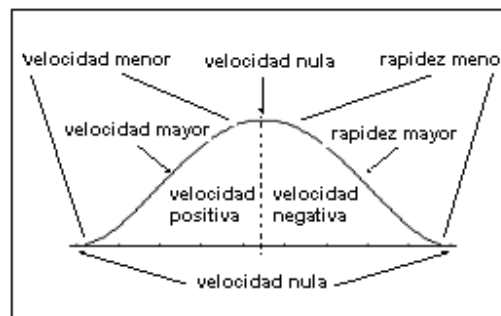 velocidad menor
velocidad nula
rapidez meno
velocidad mayor
rapidez mayor
velocidad
positiva
velocidad
negativa
velocidad nula